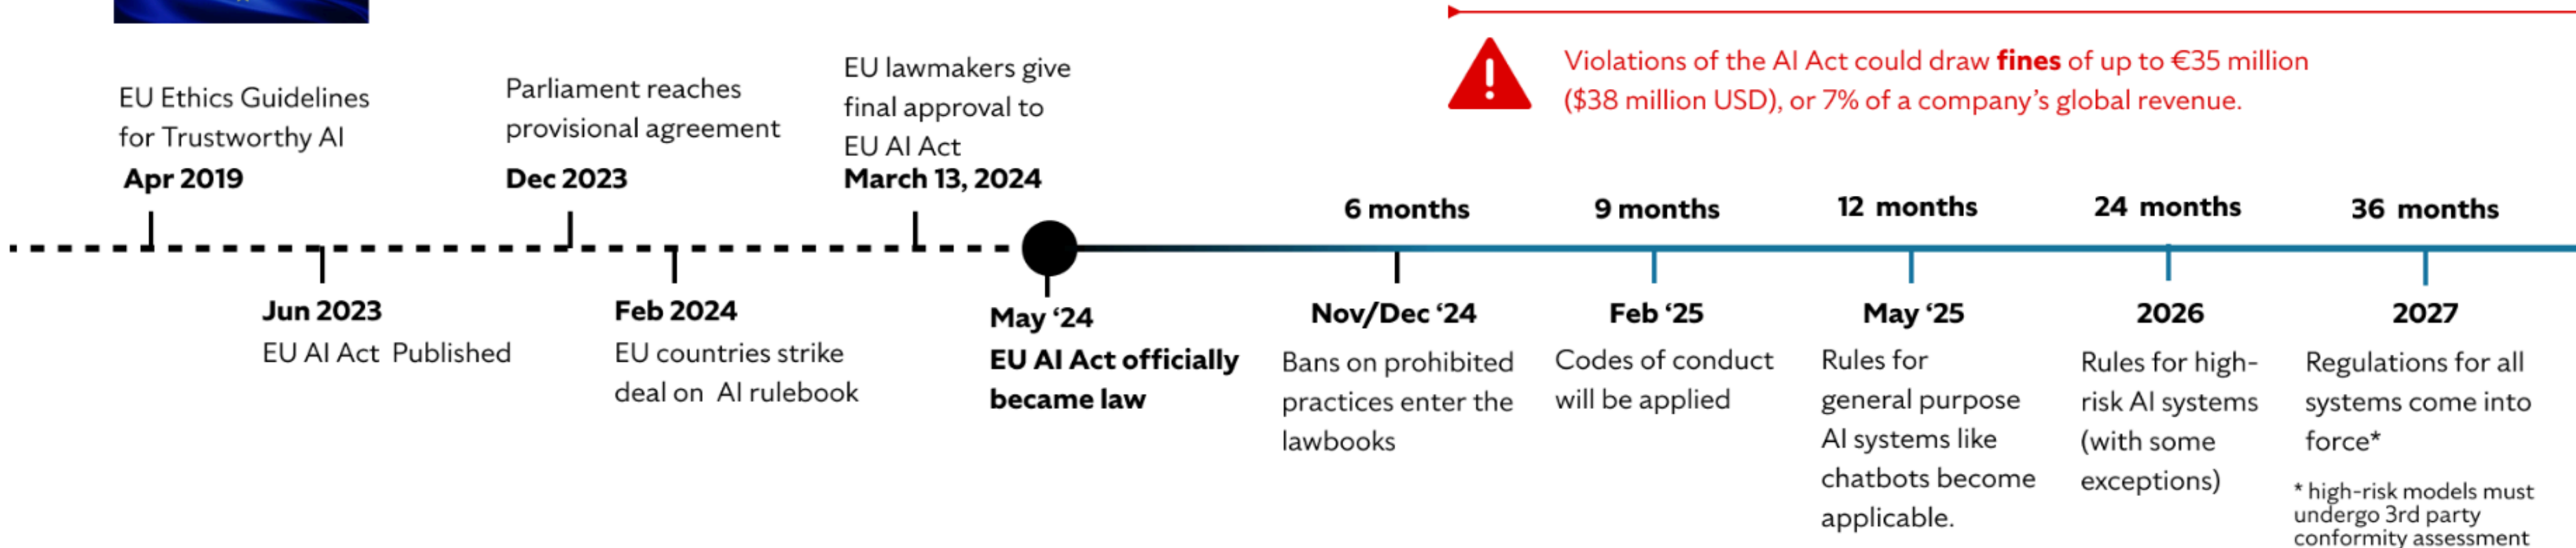 EU Ethics Guidelines
for Trustworthy AI
Apr 2019
Jun 2023
EU AI Act Published
Parliament reaches
provisional agreement
Dec 2023
Feb 2024
EU countries strike
deal on AI rulebook
EU lawmakers give
final approval to
EU AI Act
March 13, 2024
May ‘24
EU AI Act officially
became law
Violations of the AI Act could draw fines of up to €35 million
($38 million USD), or 7% of a company’s global revenue.
6 months
Nov/Dec ‘24
Bans on prohibited
practices enter the
lawbooks
9 months
Feb ‘25
Codes of conduct
will be applied
12 months
May ‘25
Rules for
general purpose
AI systems like
chatbots become
applicable.
24 months
2026
Rules for high-
risk AI systems
(with some
exceptions)
36 months
2027
Regulations for all
systems come into
force*
* high-risk models must
undergo 3rd party
conformity assessment